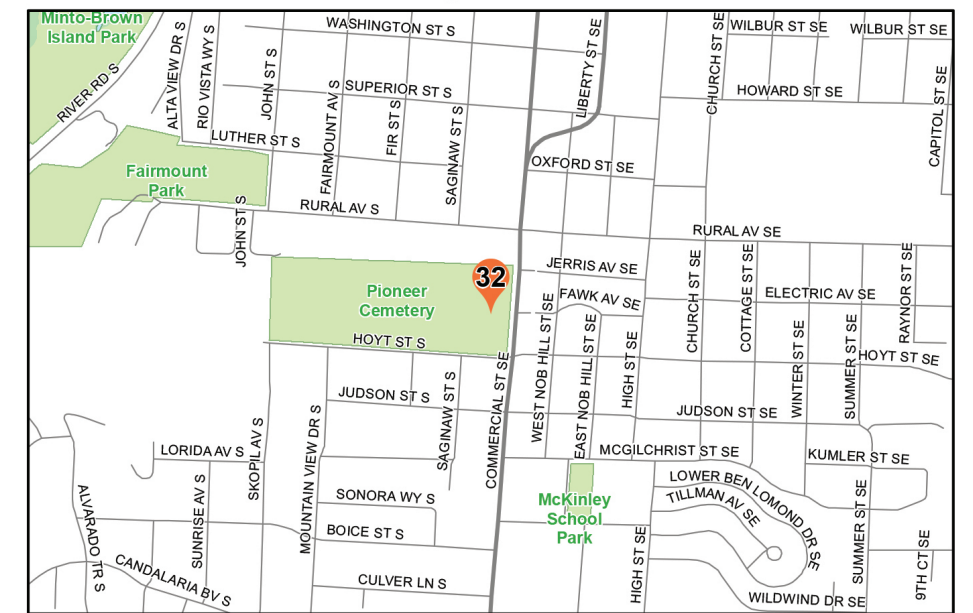 Minto-Brown
Island Park
WASHINGTON ST S
LIBERTY ST SE
CHURCH ST SE
WILBUR ST SE
WILBUR ST SE
RIVER RD S
ALTA VIEW DR S
RIO VISTA WY S
JOHN ST S
SUPERIOR ST S
HOWARD ST SE
CAPITOL ST SE
FAIRMOUNT AV S
FIR ST S
SAGINAW ST S
LUTHER ST S
OXFORD ST SE
Fairmount
Park
RURAL AV S
JOHN ST S
RURAL AV SE
32
JERRIS AV SE
CHURCH ST SE
COTTAGE ST SE
RAYNOR ST SE
Pioneer
Cemetery
FAWK AV SE
ELECTRIC AV SE
HOYT ST S
WEST NOB HILL ST SE
EAST NOB HILL ST SE
HIGH ST SE
WINTER ST SE
SUMMER ST SE
HOYT ST SE
COMMERCIAL ST SE
JUDSON ST S
SAGINAW ST S
JUDSON ST SE
SKOPIL AV S
MOUNTAIN VIEW DR S
LORIDA AV S
MCGILCHRIST ST SE
KUMLER ST SE
LOWER BEN LOMOND DR SE
TILLMAN AV SE
McKinley
School
Park
ALVARADO TR S
SUNRISE AV S
SONORA WY S
BOICE ST S
HIGH ST SE
SUMMER ST SE
9TH CT SE
CANDALARIA BV S
CULVER LN S
WILDWIND DR SE